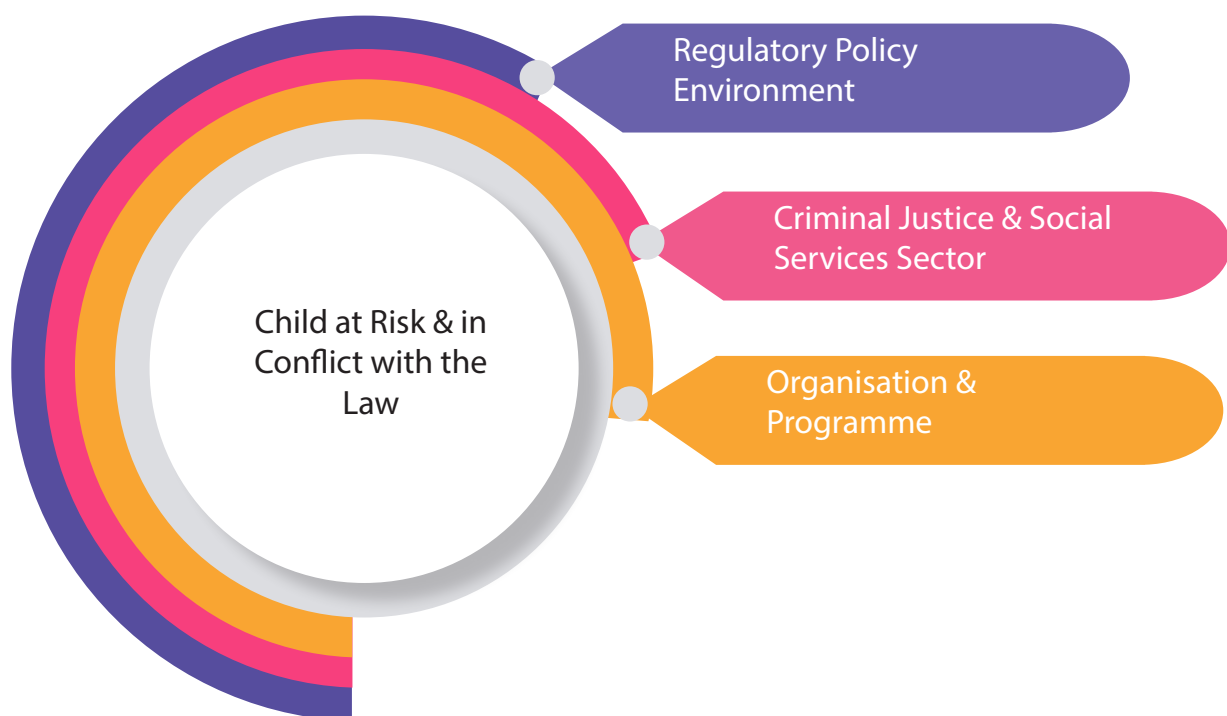 Regulatory Policy
Environment
Criminal Justice & Social
Services Sector
Child at Risk & in
Conflict with the
Law
Organisation &
Programme